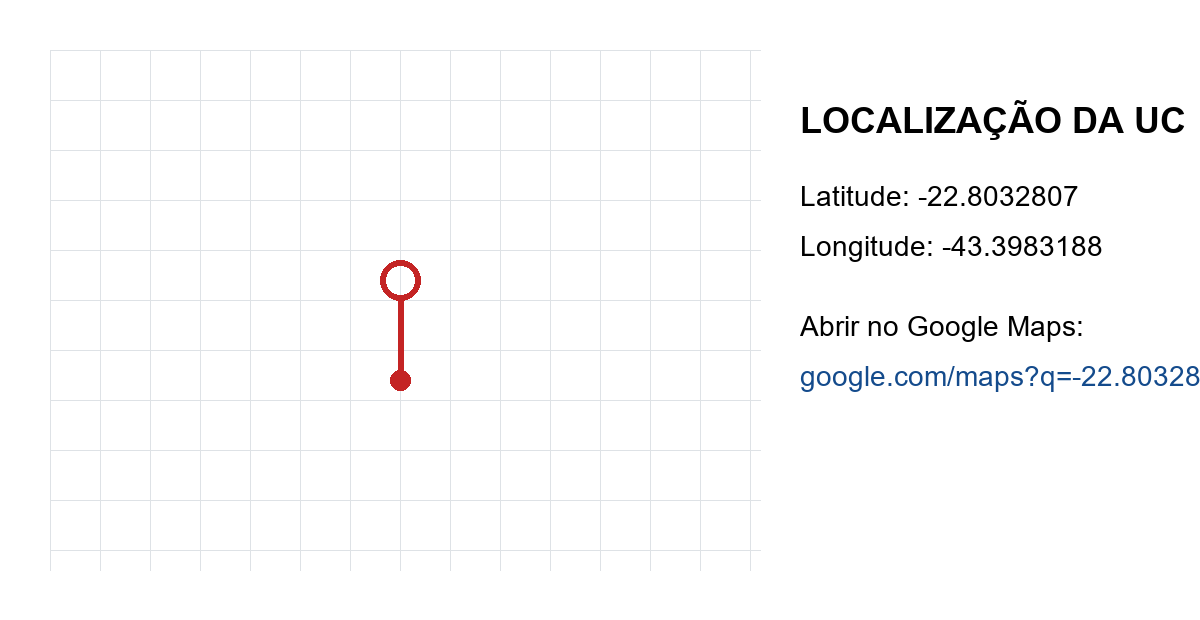 LOCALIZAÇÃO DA UC
Latitude: -22.8032807
Longitude: -43.3983188
Abrir no Google Maps:
google.com/maps?q=-22.80328